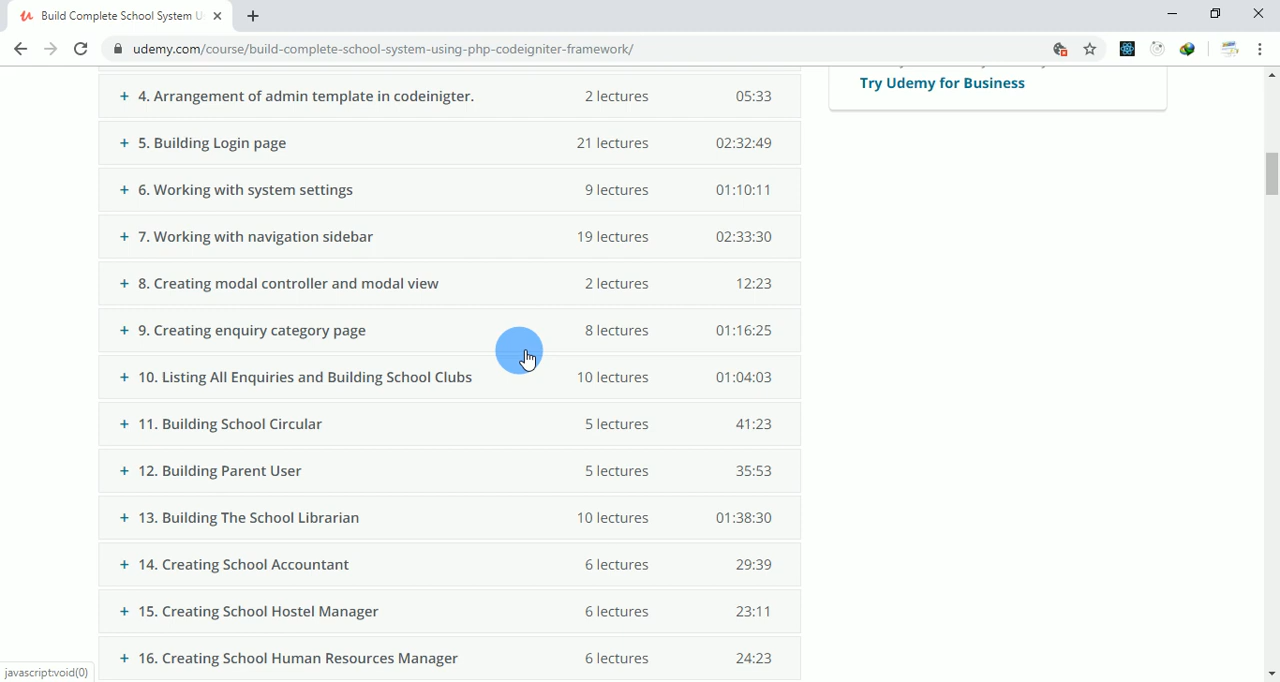 Build Complete School System U
udemy.com/course/build-complete-school-system-using-php-codeigniter-framework/
Try Udemy for Business
+ 4. Arrangement of admin template in codeinigter. 2 lectures 05:33
+ 5. Building Login page 21 lectures 02:32:49
+ 6. Working with system settings 9 lectures 01:10:11
+ 7. Working with navigation sidebar 19 lectures 02:33:30
+ 8. Creating modal controller and modal view 2 lectures 12:23
+ 9. Creating enquiry category page 8 lectures 01:16:25
+ 10. Listing All Enquiries and Building School Clubs 10 lectures 01:04:03
+ 11. Building School Circular 5 lectures 41:23
+ 12. Building Parent User 5 lectures 35:53
+ 13. Building The School Librarian 10 lectures 01:38:30
+ 14. Creating School Accountant 6 lectures 29:39
+ 15. Creating School Hostel Manager 6 lectures 23:11
+ 16. Creating School Human Resources Manager 6 lectures 24:23
javascript:void(0)